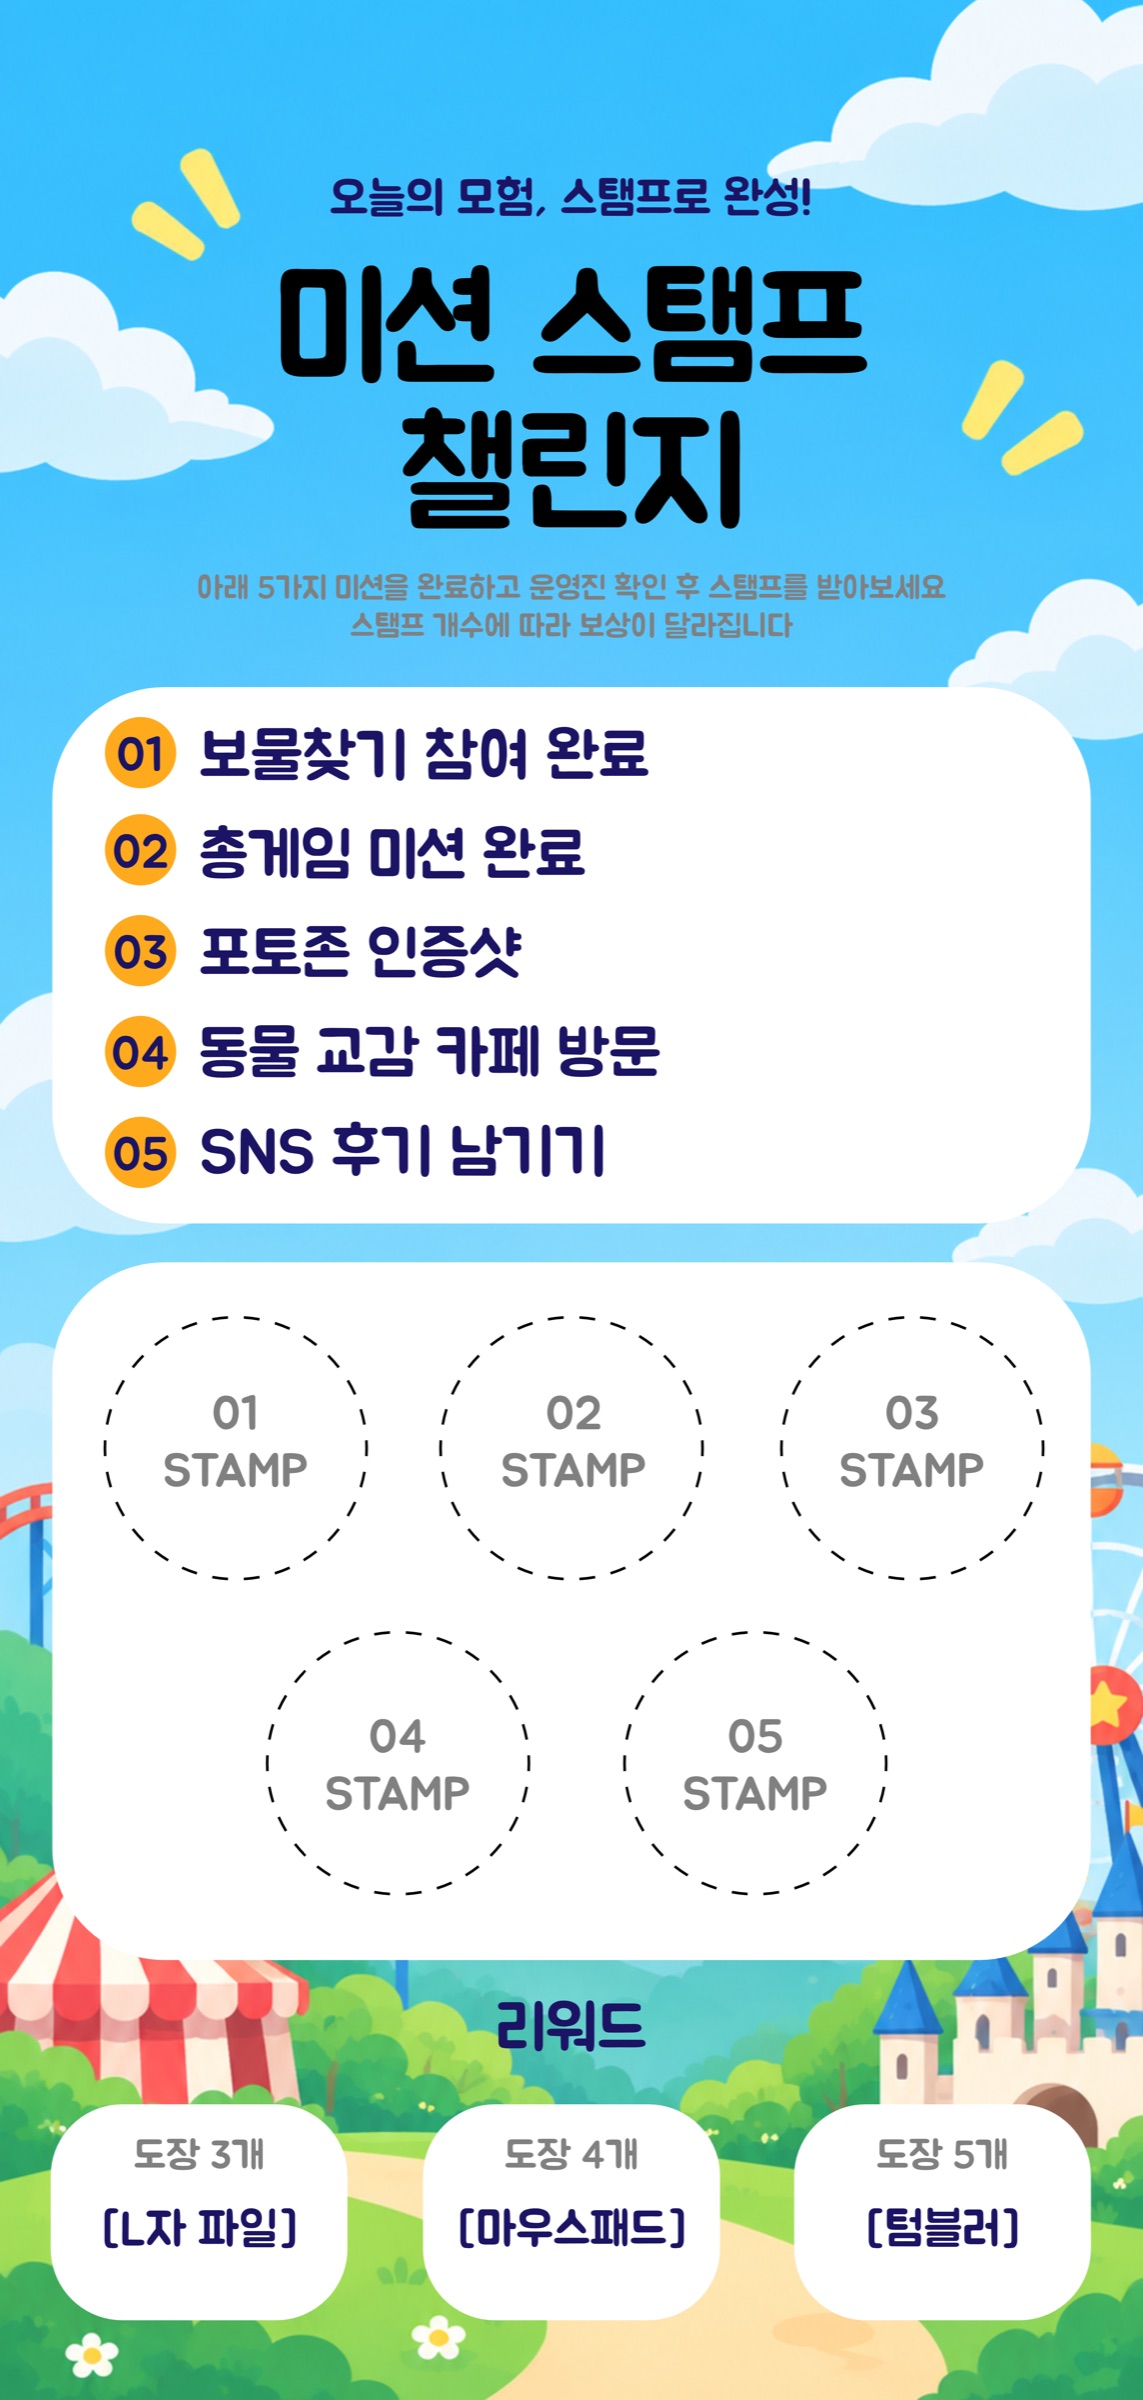 오늘의 모험, 스탬프로 완성!
미션 스탬프
챌린지
아래 5가지 미션을 완료하고 운영진 확인 후 스탬프를 받아보세요
스탬프 개수에 따라 보상이 달라집니다
01 보물찾기 참여 완료
02 총게임 미션 완료
03 포토존 인증샷
04 동물 교감 카페 방문
05 SNS 후기 남기기
01 STAMP
02 STAMP
03 STAMP
04 STAMP
05 STAMP
리워드
도장 3개
[L자 파일]
도장 4개
[마우스패드]
도장 5개
[텀블러]